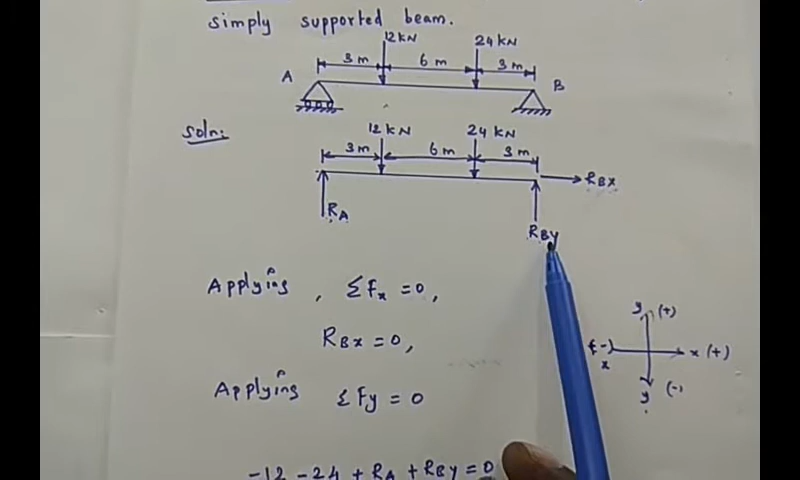 simply supported beam.
12 kN 24 kN
3 m 6 m 3 m
A B
Soln:
12 kN 24 kN
3 m 6 m 3 m
RBx
RA
RBy
Applying, ΣFx = 0,
y (+)
RBx = 0,
(-) x (+)
x
Applying ΣFy = 0
y (-)
-12 -24 + RA + RBy = 0